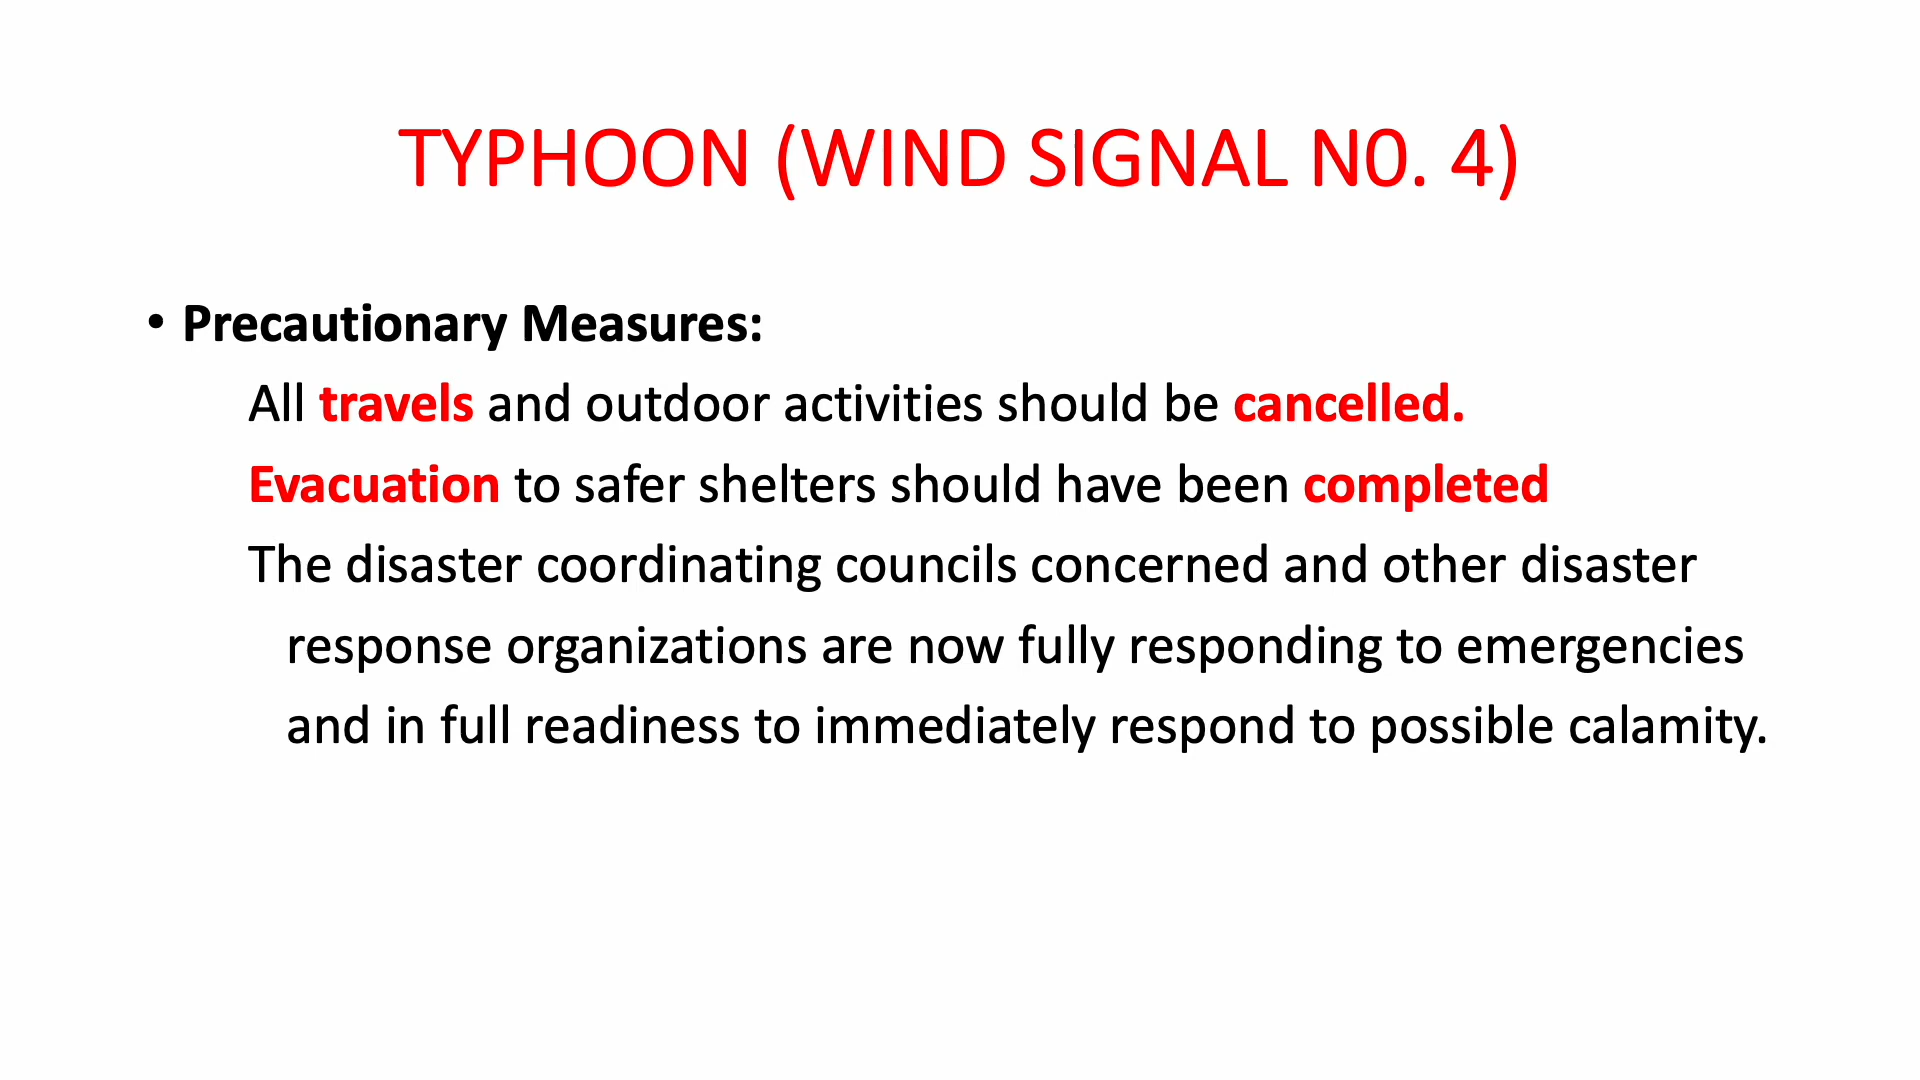 TYPHOON (WIND SIGNAL N0. 4)
• Precautionary Measures:
All travels and outdoor activities should be cancelled.
Evacuation to safer shelters should have been completed
The disaster coordinating councils concerned and other disaster
response organizations are now fully responding to emergencies
and in full readiness to immediately respond to possible calamity.